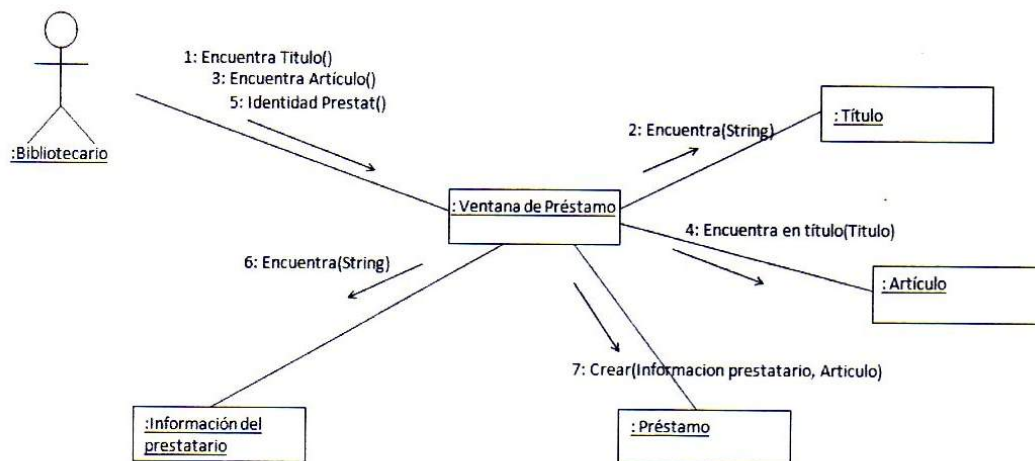 1: Encuentra Titulo()
3: Encuentra Artículo()
5: Identidad Prestat()
:Bibliotecario
2: Encuentra(String)
: Título
: Ventana de Préstamo
4: Encuentra en título(Titulo)
6: Encuentra(String)
: Artículo
7: Crear(Informacion prestatario, Articulo)
:Información del
prestatario
: Préstamo